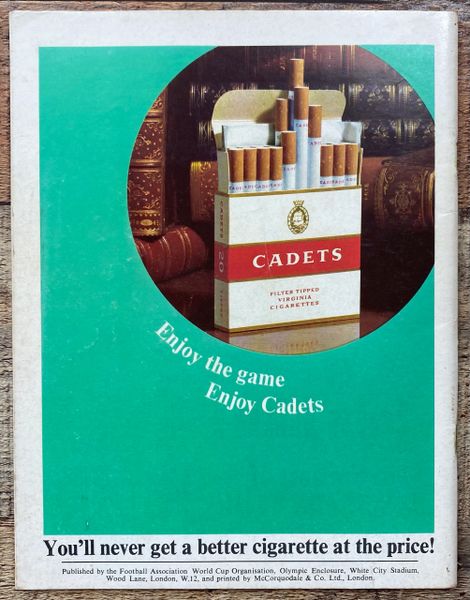 CADETS
20
CADETS
FILTER TIPPED
VIRGINIA
CIGARETTES
Enjoy the game
Enjoy Cadets
You'll never get a better cigarette at the price!
Published by the Football Association World Cup Organisation, Olympic Enclosure, White City Stadium,
Wood Lane, London, W.12, and printed by McCorquodale & Co. Ltd., London.